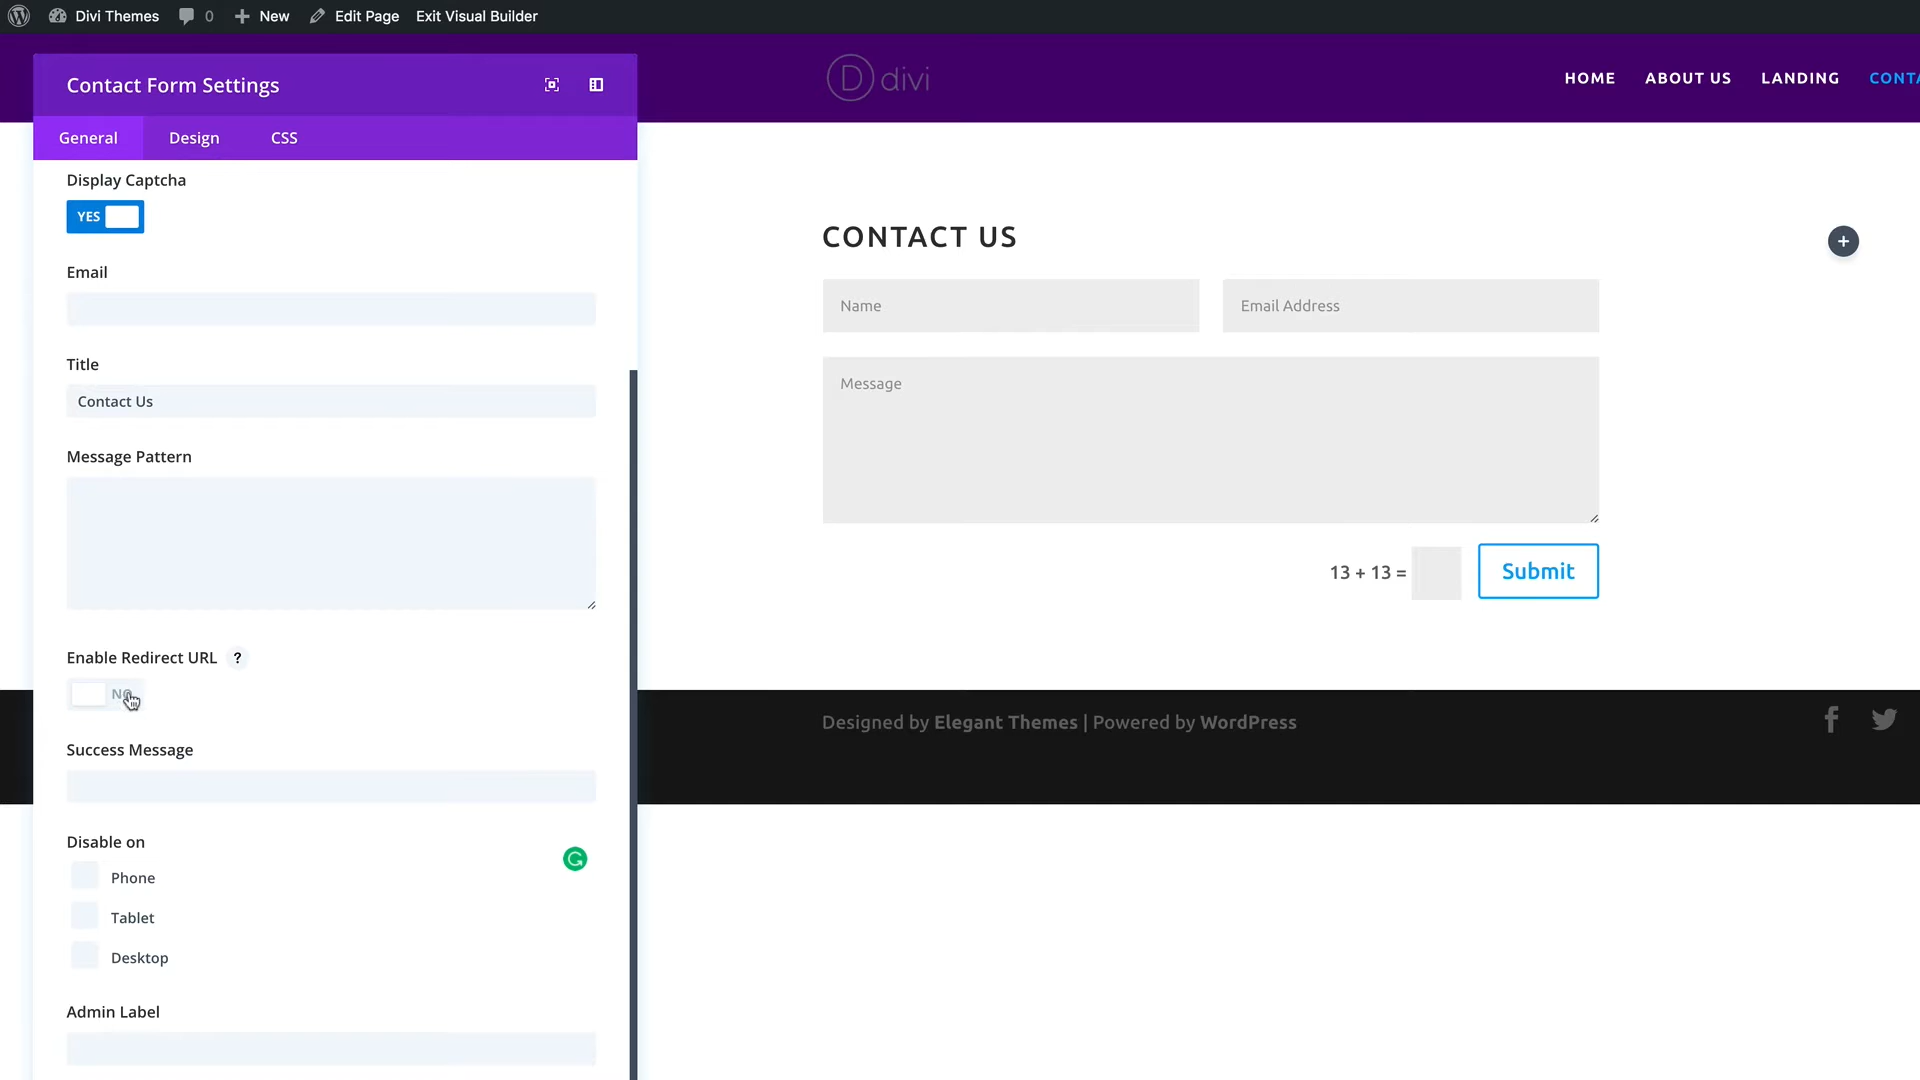 Divi Themes 0 New Edit Page Exit Visual Builder
Contact Form Settings
General Design CSS
Display Captcha
YES
Email
Title
Contact Us
Message Pattern
Enable Redirect URL ?
NO
Success Message
Disable on
Phone
Tablet
Desktop
Admin Label
D divi
HOME ABOUT US LANDING CONTA
CONTACT US
Name Email Address
Message
13 + 13 = Submit
Designed by Elegant Themes | Powered by WordPress